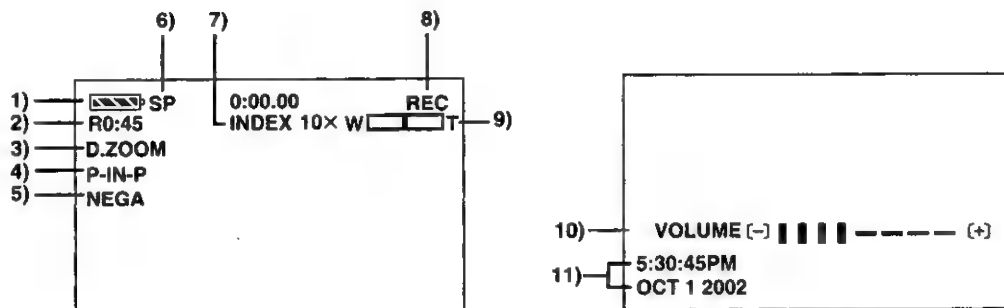 6) 7) 8)
1) SP 0:00.00 REC
2) R0:45 INDEX 10× W T 9)
3) D.ZOOM
4) P-IN-P
5) NEGA
10) VOLUME [−] [+]
11) 5:30:45PM
OCT 1 2002